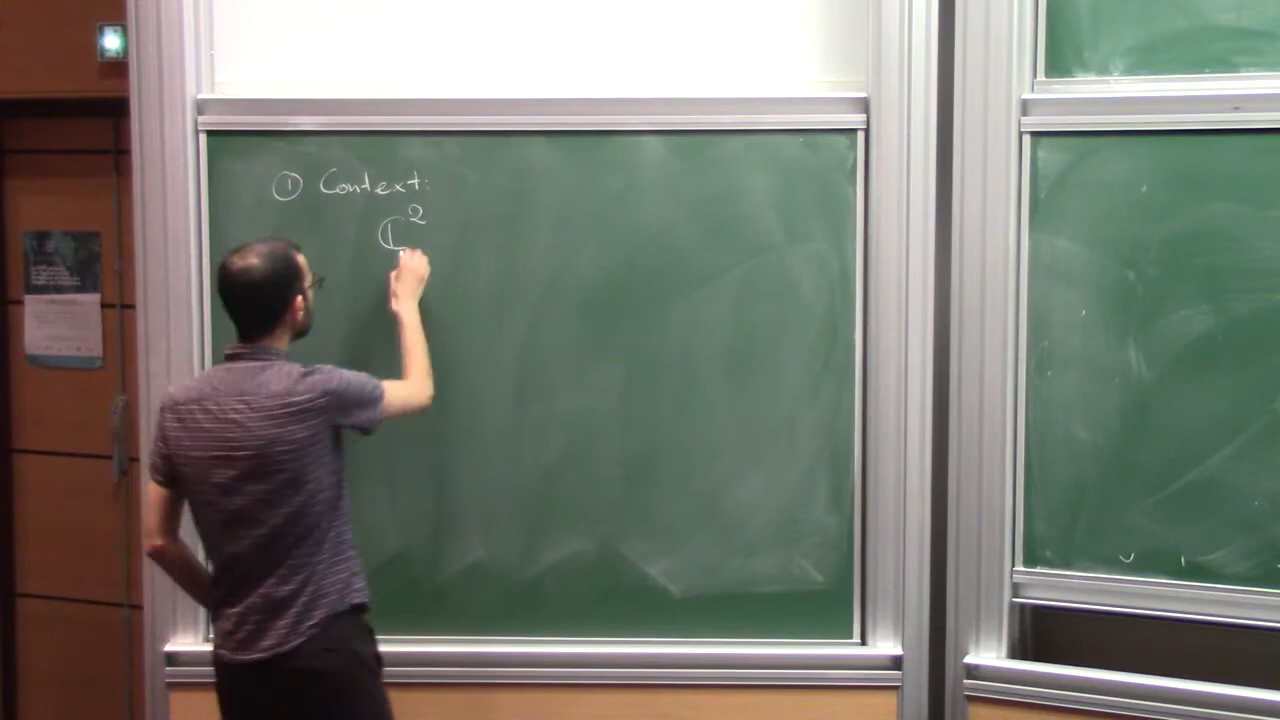 ① Context:
ℂ²